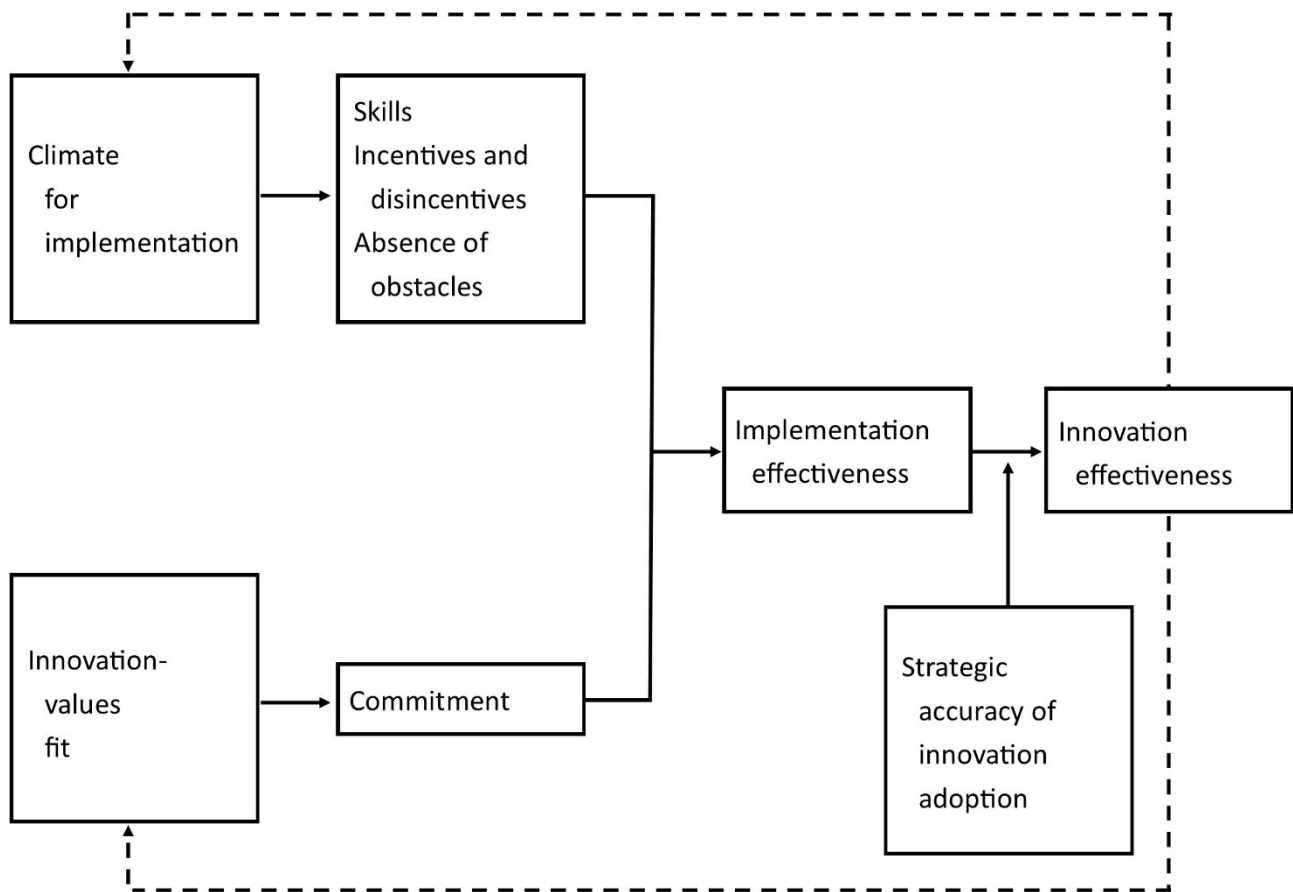 Climate
for
implementation
Skills
Incentives and
disincentives
Absence of
obstacles
Implementation
effectiveness
Innovation
effectiveness
Innovation-
values
fit
Commitment
Strategic
accuracy of
innovation
adoption